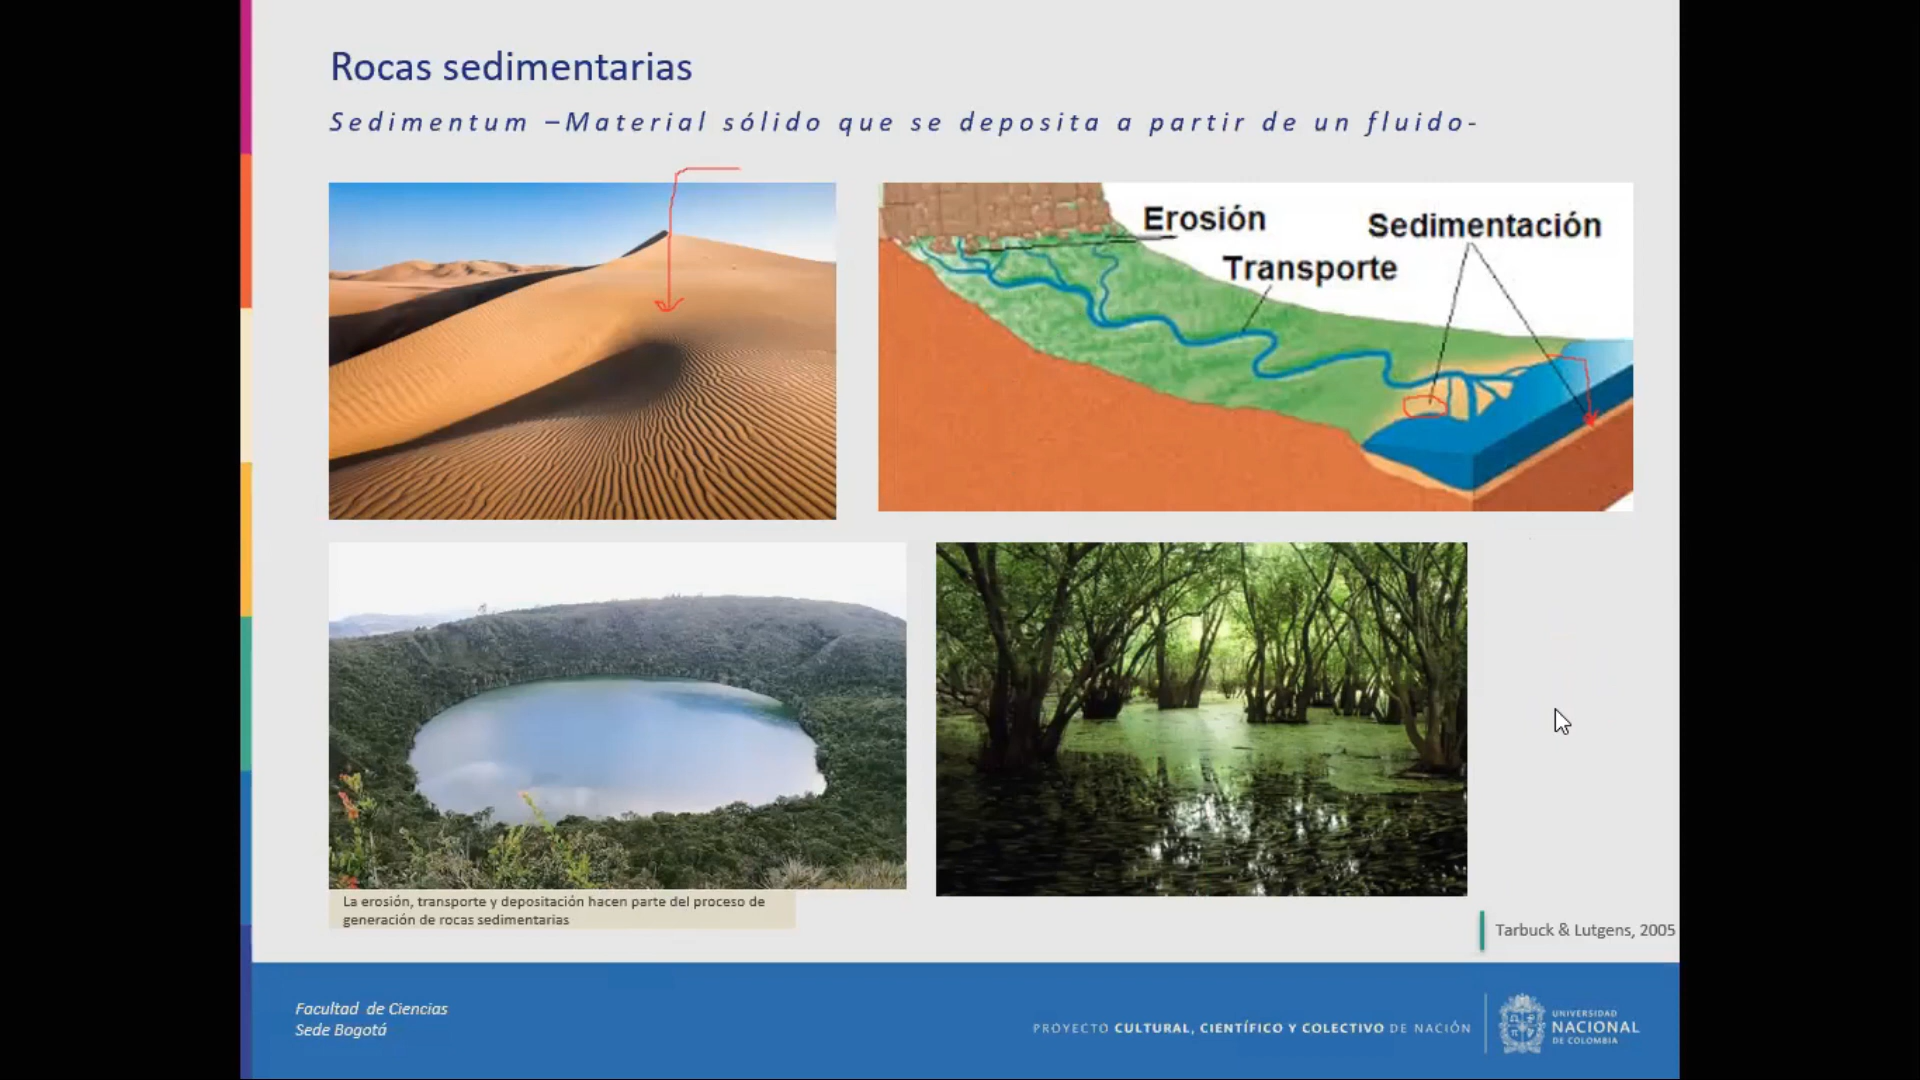 Rocas sedimentarias
Sedimentum –Material sólido que se deposita a partir de un fluido-
Erosión
Sedimentación
Transporte
La erosión, transporte y depositación hacen parte del proceso de
generación de rocas sedimentarias
Tarbuck & Lutgens, 2005
Facultad de Ciencias
Sede Bogotá
PROYECTO CULTURAL, CIENTÍFICO Y COLECTIVO DE NACIÓN
UNIVERSIDAD
NACIONAL
DE COLOMBIA